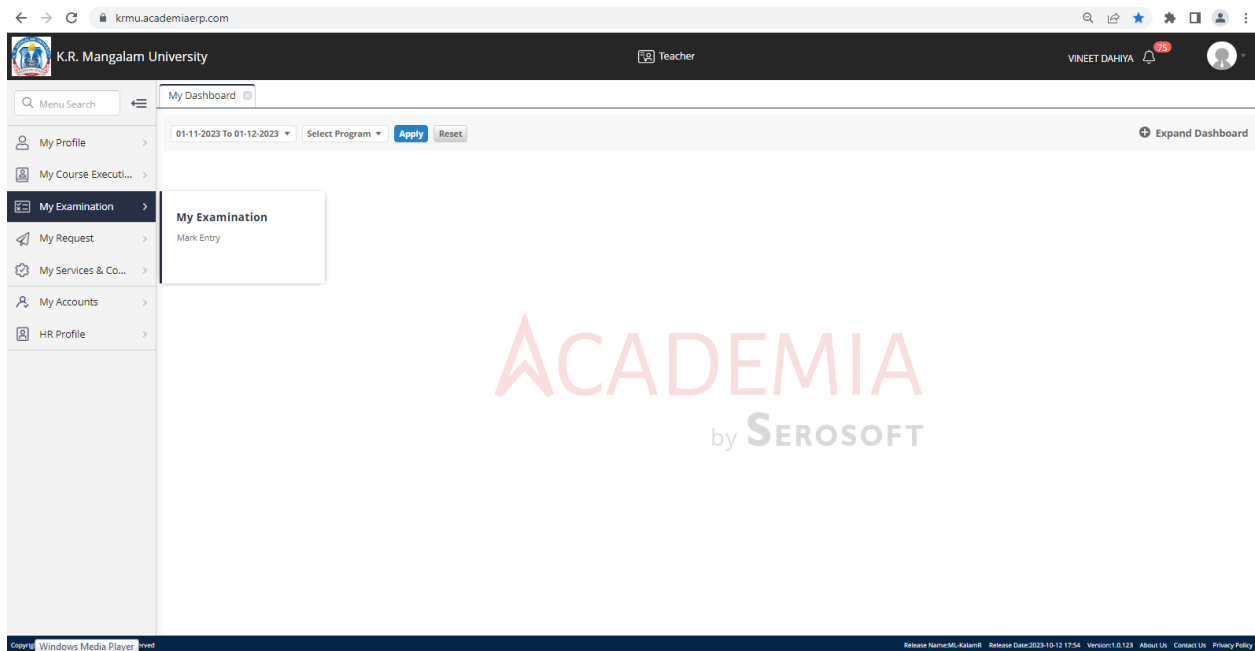 krmu.academiaerp.com
K.R. Mangalam University
Teacher
VINEET DAHIYA
75
Menu Search
My Dashboard
01-11-2023 To 01-12-2023
Select Program
Apply
Reset
Expand Dashboard
My Profile
My Course Executi...
My Examination
My Request
My Services & Co...
My Accounts
HR Profile
My Examination
Mark Entry
ACADEMIA
by SEROSOFT
Windows Media Player
Release Name:ML-KalamR Release Date:2023-10-12 17:54 Version:1.0.123 About Us Contact Us Privacy Policy